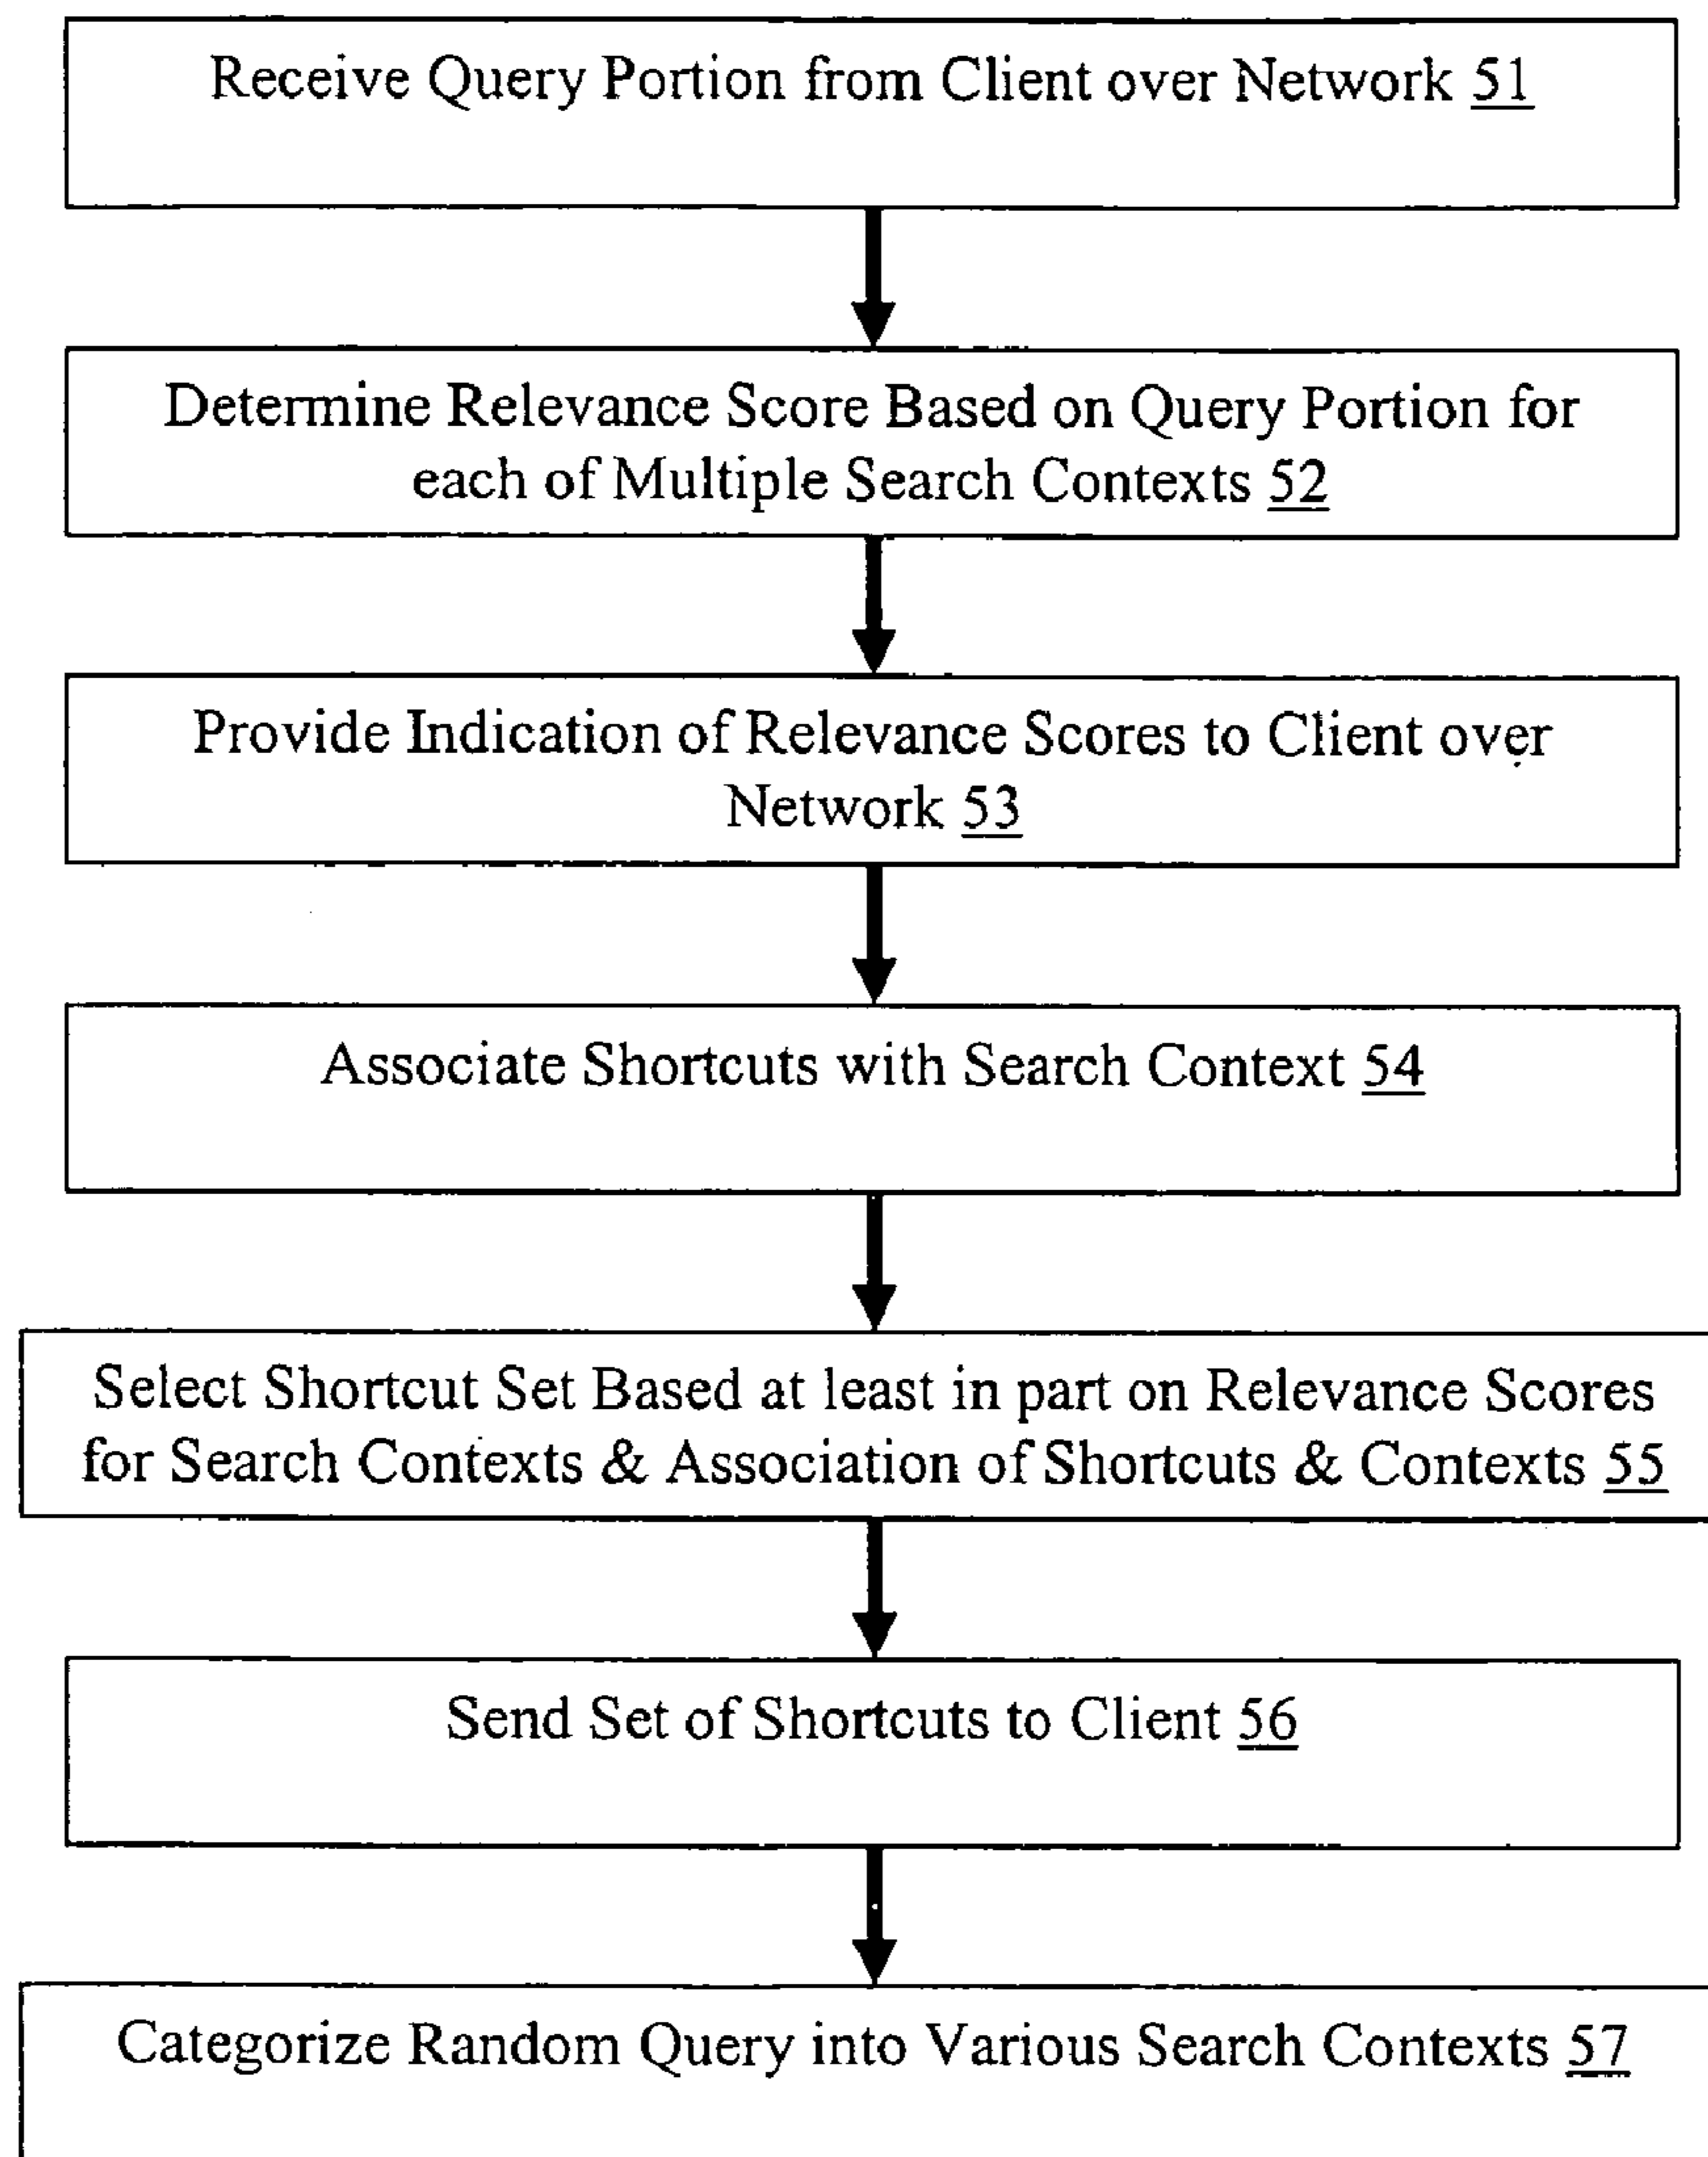 Receive Query Portion from Client over Network 51
Determine Relevance Score Based on Query Portion for
each of Multiple Search Contexts 52
Provide Indication of Relevance Scores to Client over
Network 53
Associate Shortcuts with Search Context 54
Select Shortcut Set Based at least in part on Relevance Scores
for Search Contexts & Association of Shortcuts & Contexts 55
Send Set of Shortcuts to Client 56
Categorize Random Query into Various Search Contexts 57